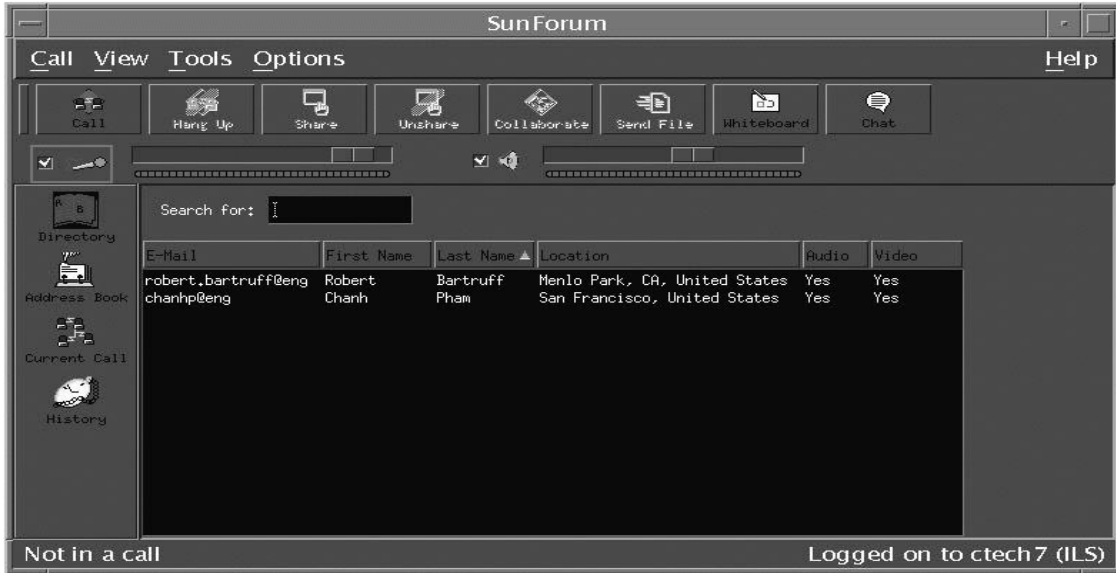 SunForum
Call View Tools Options Help
Call Hang Up Share Unshare Collaborate Send File Whiteboard Chat
Search for:
A B
Directory
Address Book
Current Call
History
E-Mail First Name Last Name Location Audio Video
robert.bartruff@eng Robert Bartruff Menlo Park, CA, United States Yes Yes
chanhp@eng Chanh Pham San Francisco, United States Yes Yes
Not in a call Logged on to ctech7 (ILS)